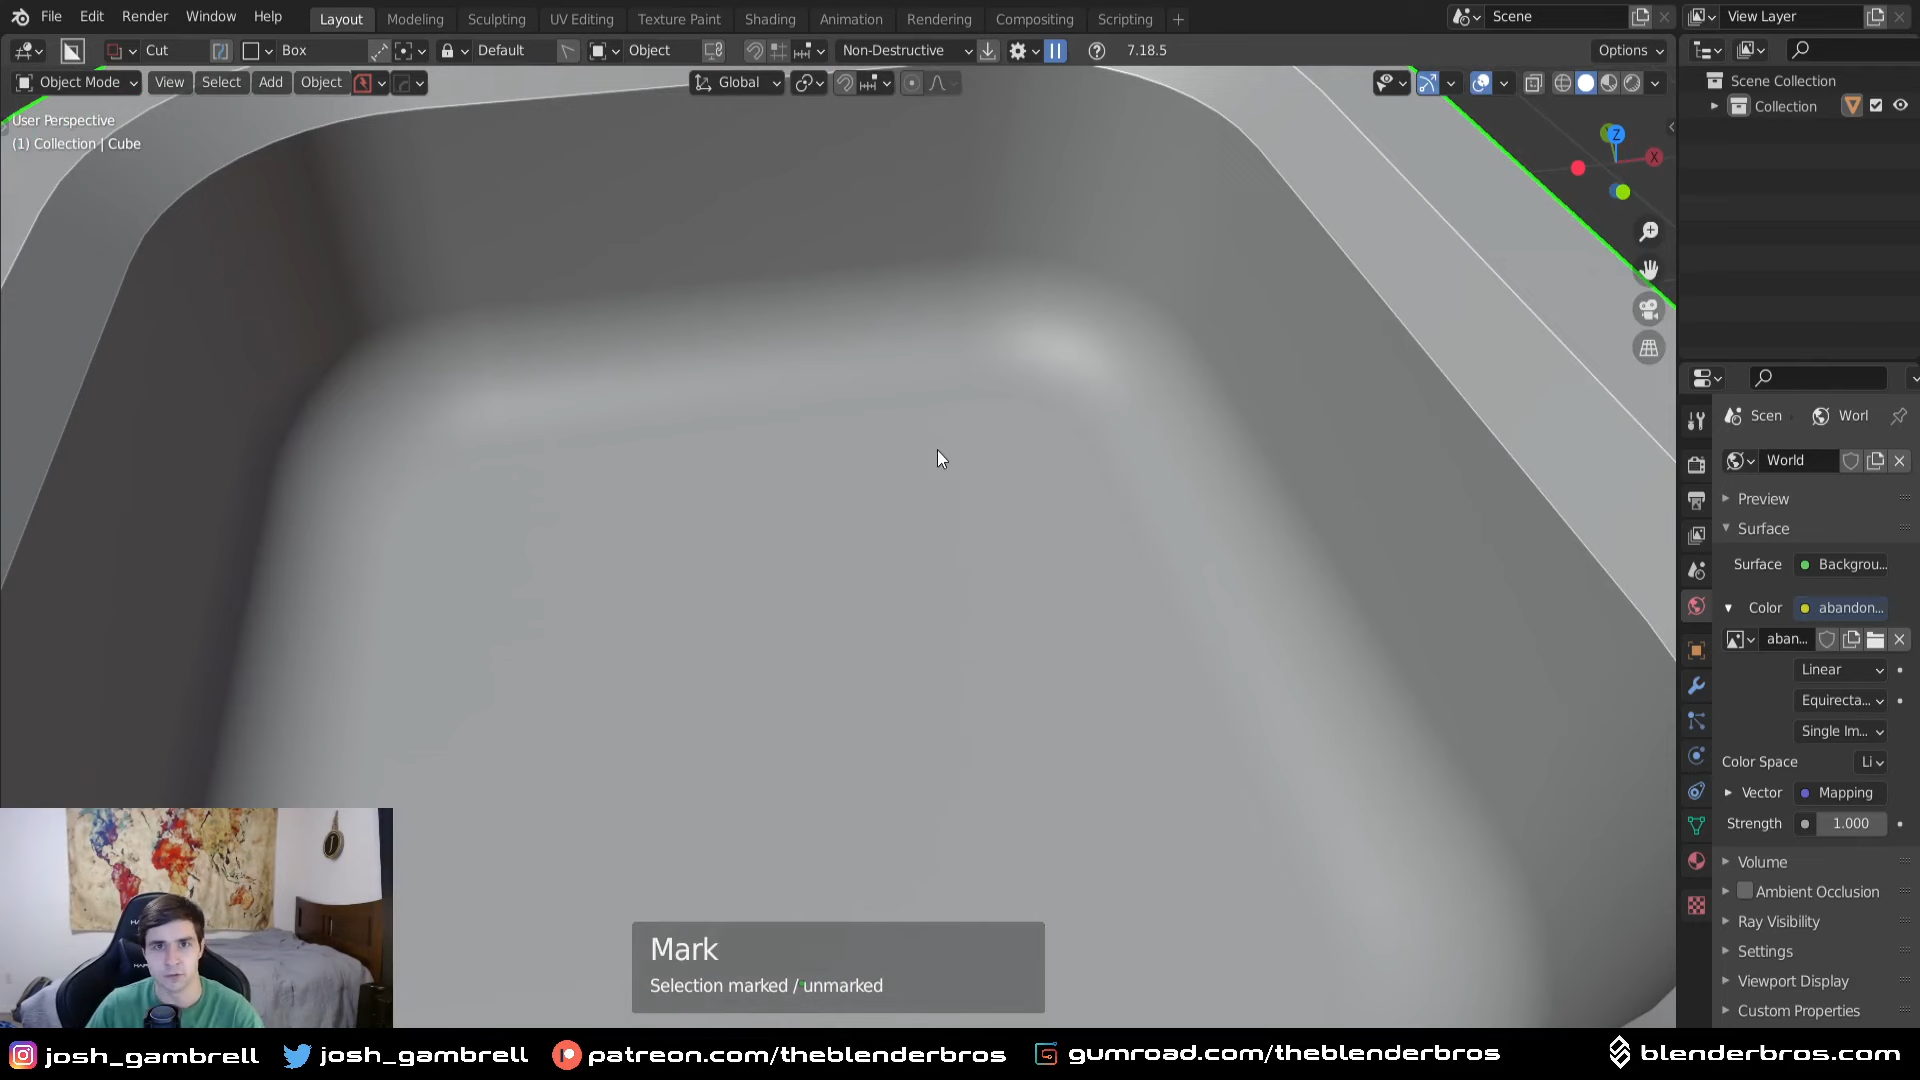 File Edit Render Window Help Layout Modeling Sculpting UV Editing Texture Paint Shading Animation Rendering Compositing Scripting + Scene View Layer
Cut Box Default Object Non-Destructive 7.18.5 Options
Object Mode View Select Add Object Global
User Perspective
(1) Collection | Cube
Z
X
Scene Collection
Collection
Scen Worl
World
Preview
Surface
Surface Backgrou...
Color abandon...
aban...
Linear
Equirecta...
Single Im...
Color Space Li
Vector Mapping
Strength 1.000
Volume
Ambient Occlusion
Ray Visibility
Settings
Viewport Display
Custom Properties
Mark
Selection marked / unmarked
josh_gambrell josh_gambrell patreon.com/theblenderbros gumroad.com/theblenderbros blenderbros.com